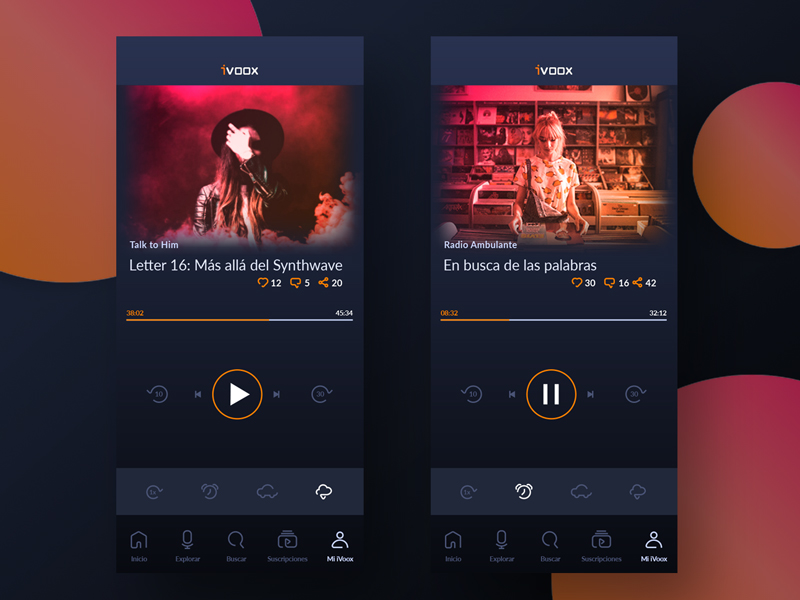 iVOOX
Talk to Him
Letter 16: Más allá del Synthwave
12 5 20
38:02 45:34
10 30
1x
Inicio Explorar Buscar Suscripciones Mi iVoox
iVOOX
Radio Ambulante
En busca de las palabras
30 16 42
08:32 32:12
10 30
1x
Inicio Explorar Buscar Suscripciones Mi iVoox